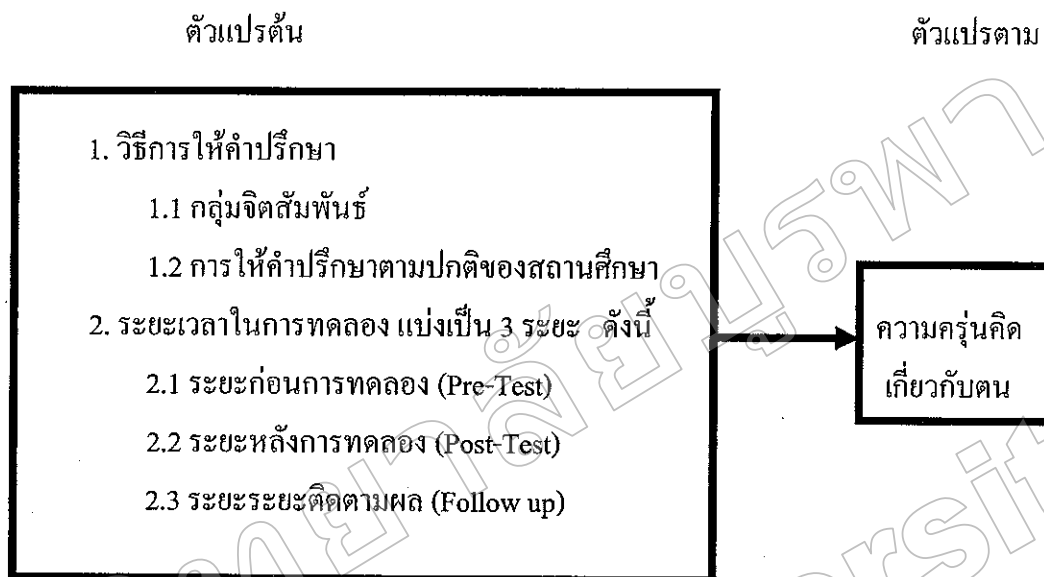 ตัวแปรต้น
ตัวแปรตาม
1. วิธีการให้คำปรึกษา
1.1 กลุ่มจิตสัมพันธ์
1.2 การให้คำปรึกษาตามปกติของสถานศึกษา
2. ระยะเวลาในการทดลอง แบ่งเป็น 3 ระยะ ดังนี้
2.1 ระยะก่อนการทดลอง (Pre-Test)
2.2 ระยะหลังการทดลอง (Post-Test)
2.3 ระยะระยะติดตามผล (Follow up)
ความครุ่นคิด
เกี่ยวกับตน